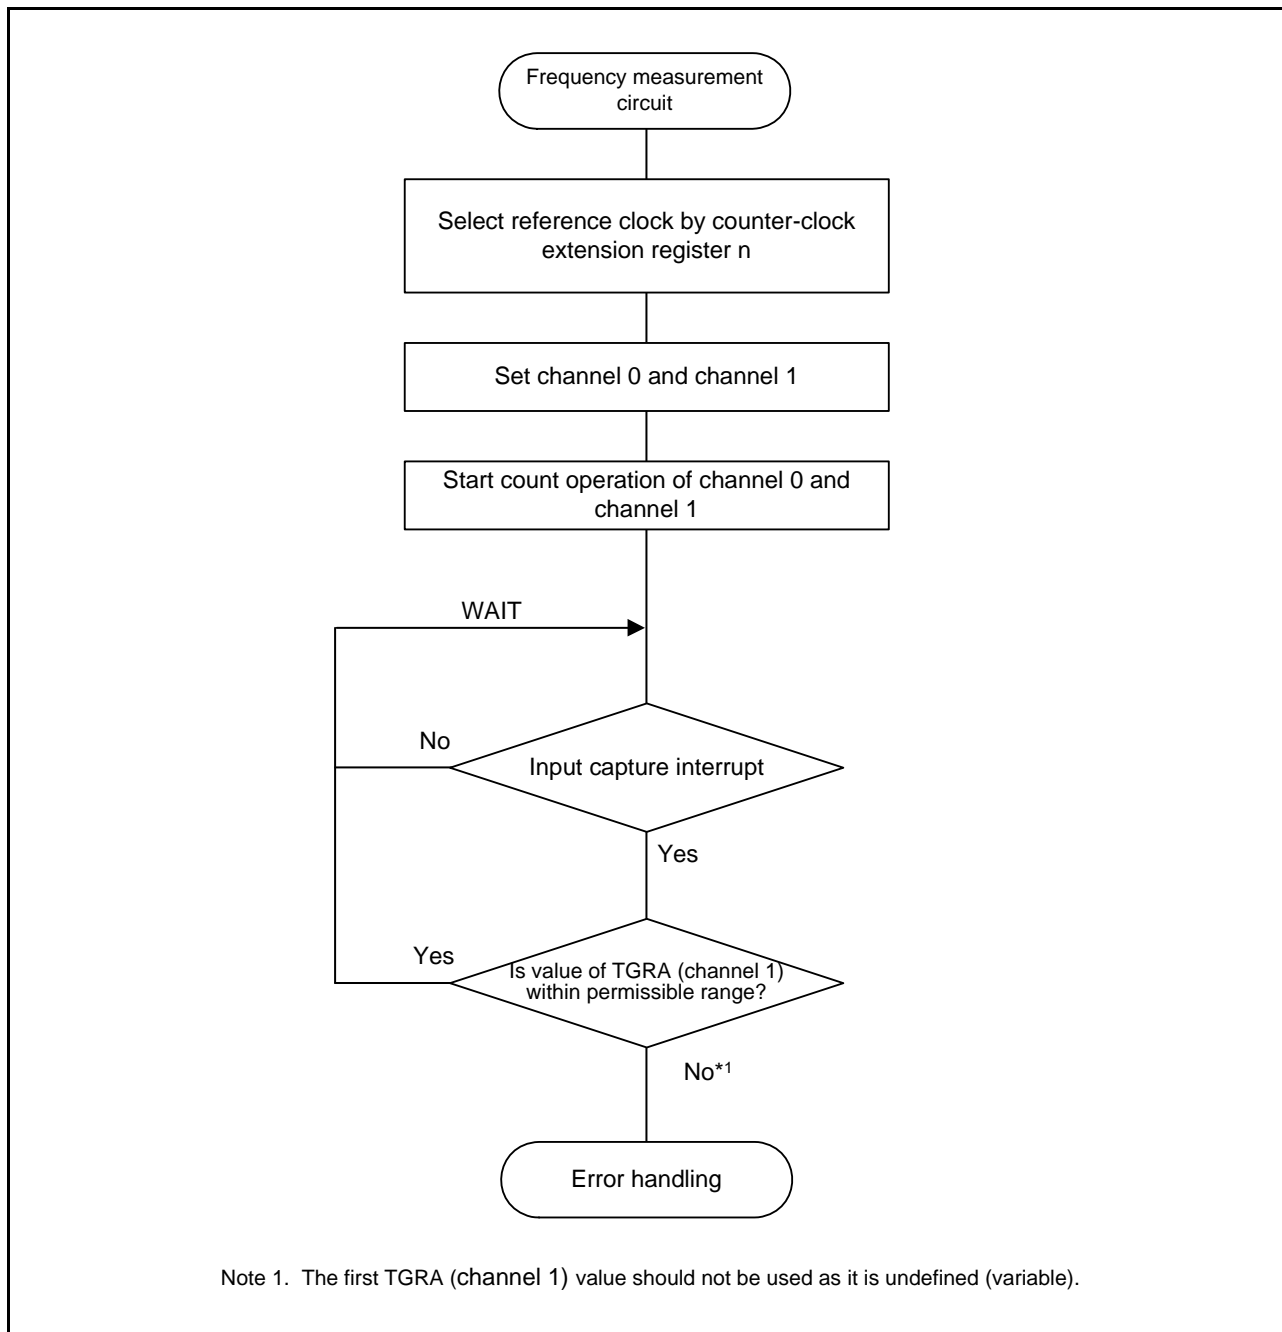 Frequency measurement
circuit
Select reference clock by counter-clock
extension register n
Set channel 0 and channel 1
Start count operation of channel 0 and
channel 1
WAIT
No
Input capture interrupt
Yes
Yes
Is value of TGRA (channel 1)
within permissible range?
No*1
Error handling
Note 1. The first TGRA (channel 1) value should not be used as it is undefined (variable).